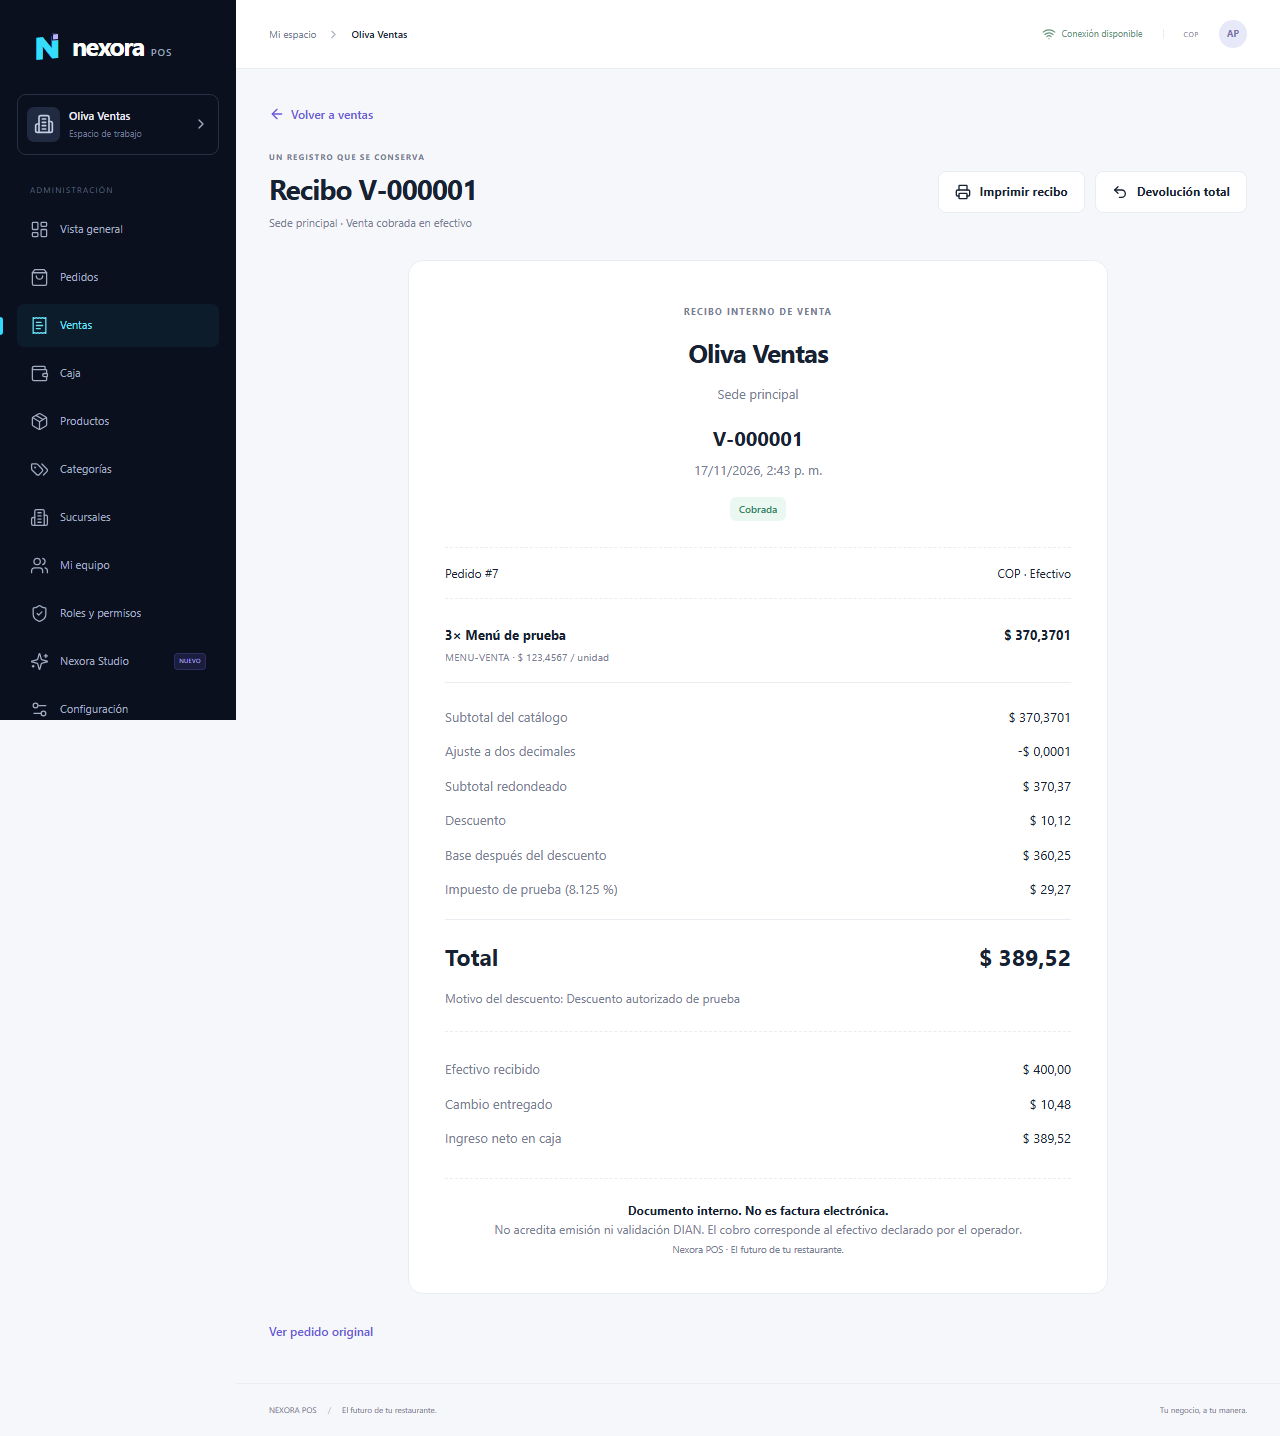 nexora POS
Oliva Ventas
Espacio de trabajo
ADMINISTRACIÓN
Vista general
Pedidos
Ventas
Caja
Productos
Categorías
Sucursales
Mi equipo
Roles y permisos
Nexora Studio NUEVO
Configuración
Mi espacio > Oliva Ventas
Conexión disponible COP AP
Volver a ventas
UN REGISTRO QUE SE CONSERVA
Recibo V-000001
Sede principal · Venta cobrada en efectivo
Imprimir recibo
Devolución total
RECIBO INTERNO DE VENTA
Oliva Ventas
Sede principal
V-000001
17/11/2026, 2:43 p. m.
Cobrada
Pedido #7 COP · Efectivo
3× Menú de prueba $ 370,3701
MENU-VENTA · $ 123,4567 / unidad
Subtotal del catálogo $ 370,3701
Ajuste a dos decimales -$ 0,0001
Subtotal redondeado $ 370,37
Descuento $ 10,12
Base después del descuento $ 360,25
Impuesto de prueba (8.125 %) $ 29,27
Total $ 389,52
Motivo del descuento: Descuento autorizado de prueba
Efectivo recibido $ 400,00
Cambio entregado $ 10,48
Ingreso neto en caja $ 389,52
Documento interno. No es factura electrónica.
No acredita emisión ni validación DIAN. El cobro corresponde al efectivo declarado por el operador.
Nexora POS · El futuro de tu restaurante.
Ver pedido original
NEXORA POS / El futuro de tu restaurante.
Tu negocio, a tu manera.